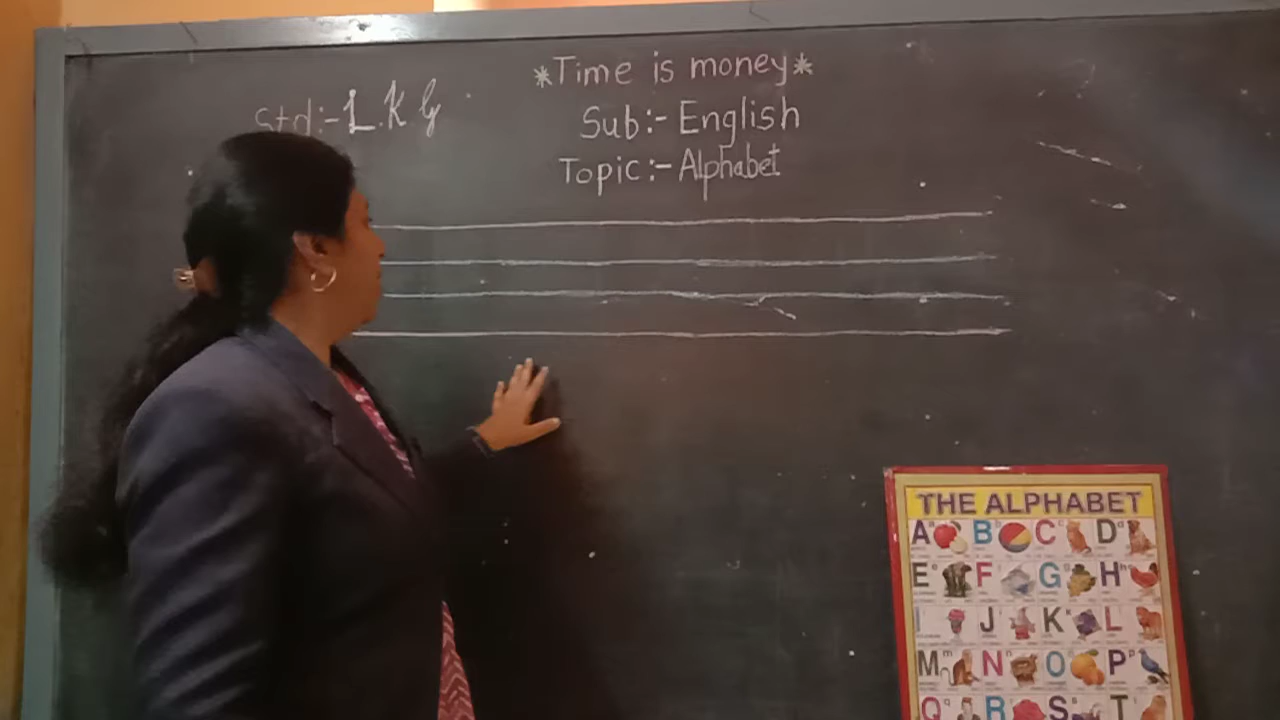 *Time is money*
Std:-L.K.G
Sub:- English
Topic:- Alphabet
THE ALPHABET
A a B b C c D d
E e F G H h
I J K k L
M m N n O o P p
Q q R S s T